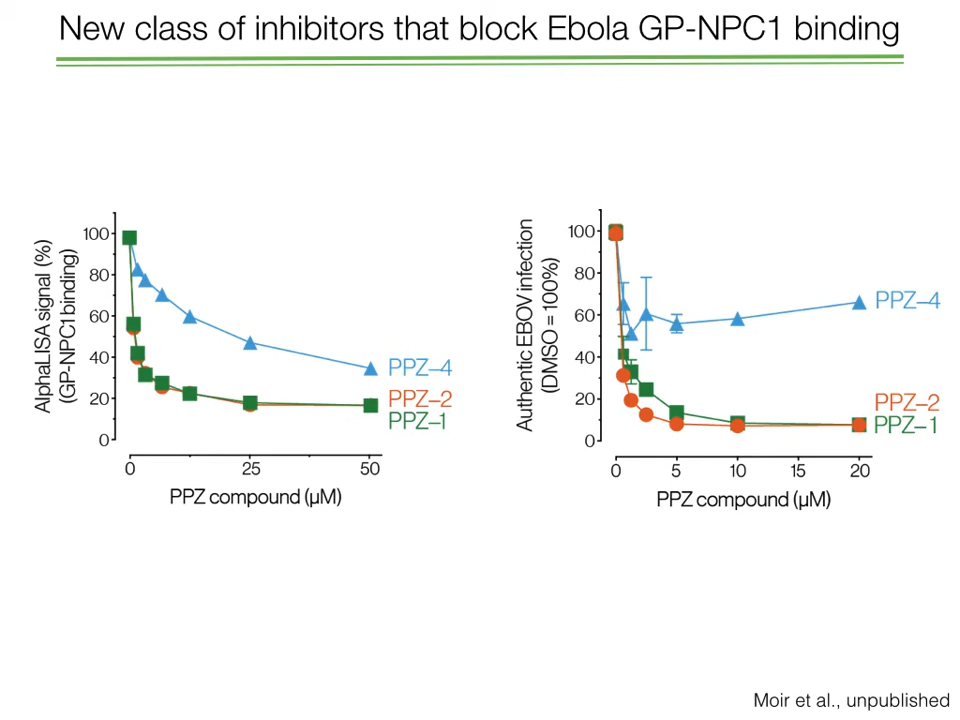 New class of inhibitors that block Ebola GP-NPC1 binding
AlphaLISA signal (%)
(GP-NPC1 binding)
100
80
60
40
20
0
PPZ–4
PPZ–2
PPZ–1
0
25
50
PPZ compound (µM)
Authentic EBOV infection
(DMSO = 100%)
100
80
60
40
20
0
PPZ–4
PPZ–2
PPZ–1
0
5
10
15
20
PPZ compound (µM)
Moir et al., unpublished